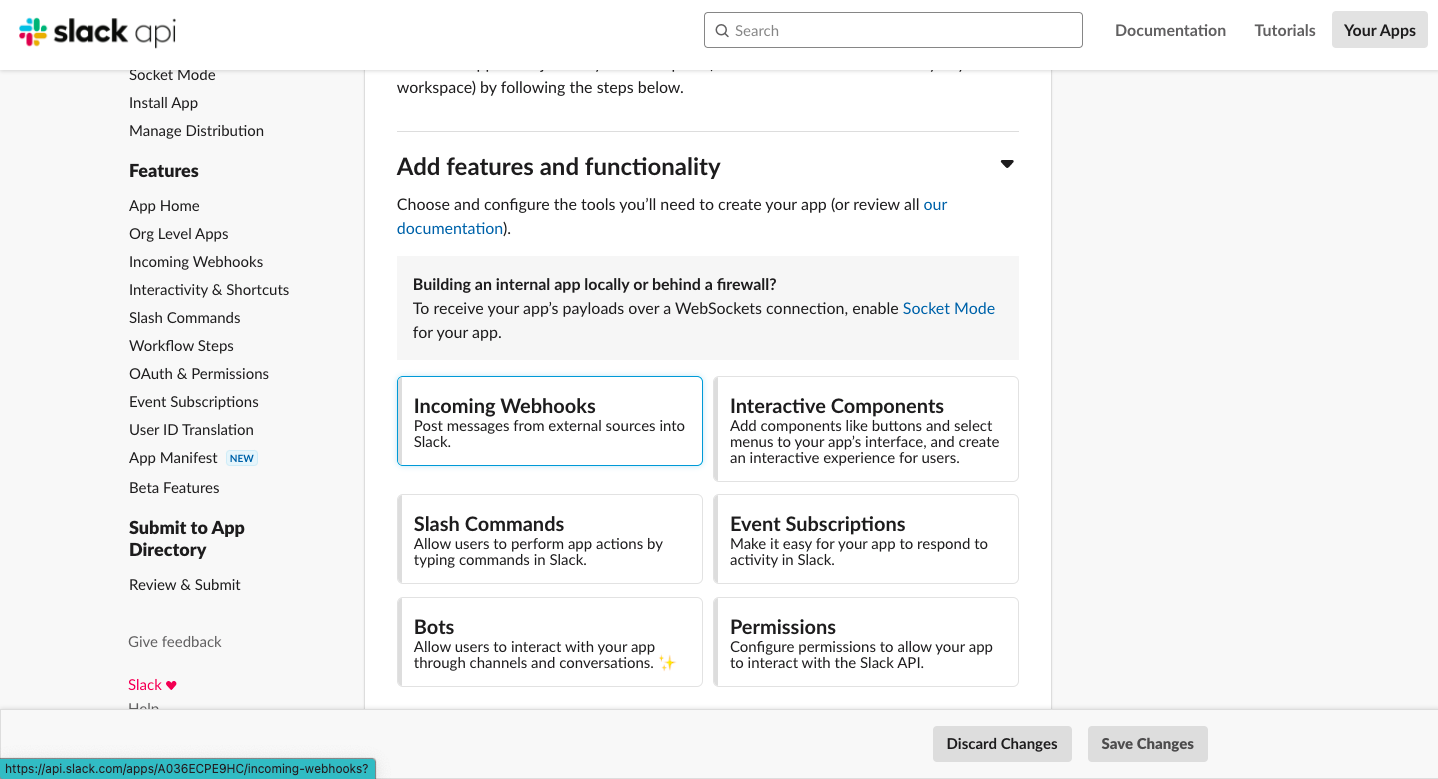 slack api
Search
Documentation
Tutorials
Your Apps
Socket Mode
Install App
Manage Distribution
Features
App Home
Org Level Apps
Incoming Webhooks
Interactivity & Shortcuts
Slash Commands
Workflow Steps
OAuth & Permissions
Event Subscriptions
User ID Translation
App Manifest NEW
Beta Features
Submit to App
Directory
Review & Submit
Give feedback
Slack ♥
Help
workspace) by following the steps below.
Add features and functionality
Choose and configure the tools you’ll need to create your app (or review all our
documentation).
Building an internal app locally or behind a firewall?
To receive your app’s payloads over a WebSockets connection, enable Socket Mode
for your app.
Incoming Webhooks
Post messages from external sources into
Slack.
Interactive Components
Add components like buttons and select
menus to your app’s interface, and create
an interactive experience for users.
Slash Commands
Allow users to perform app actions by
typing commands in Slack.
Event Subscriptions
Make it easy for your app to respond to
activity in Slack.
Bots
Allow users to interact with your app
through channels and conversations. ✨
Permissions
Configure permissions to allow your app
to interact with the Slack API.
Discard Changes
Save Changes
https://api.slack.com/apps/A036ECPE9HC/incoming-webhooks?